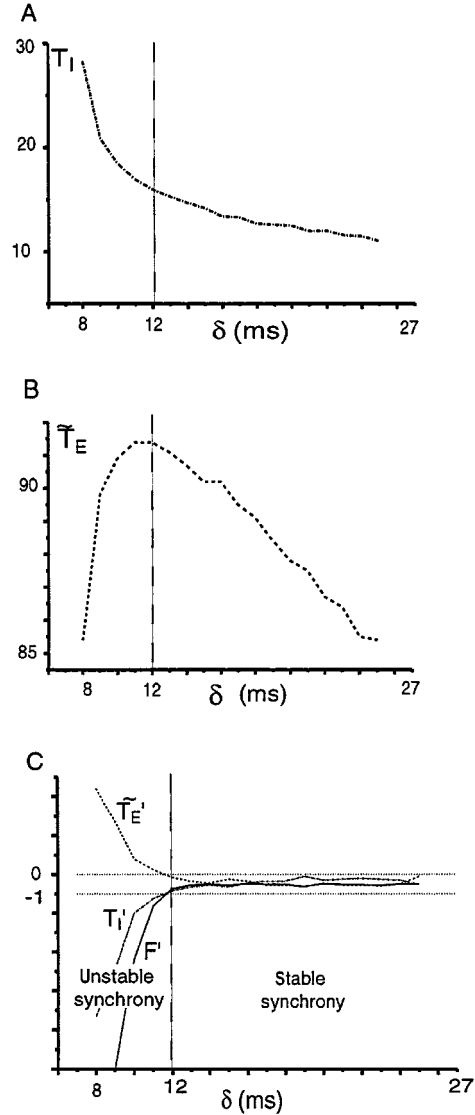 A
30
T_I
20
10
8
12
δ (ms)
27
B
T̃_E
90
85
8
12
δ (ms)
27
C
T̃_E'
0
-1
T_I'
F'
Unstable
synchrony
Stable
synchrony
8
12
δ (ms)
27